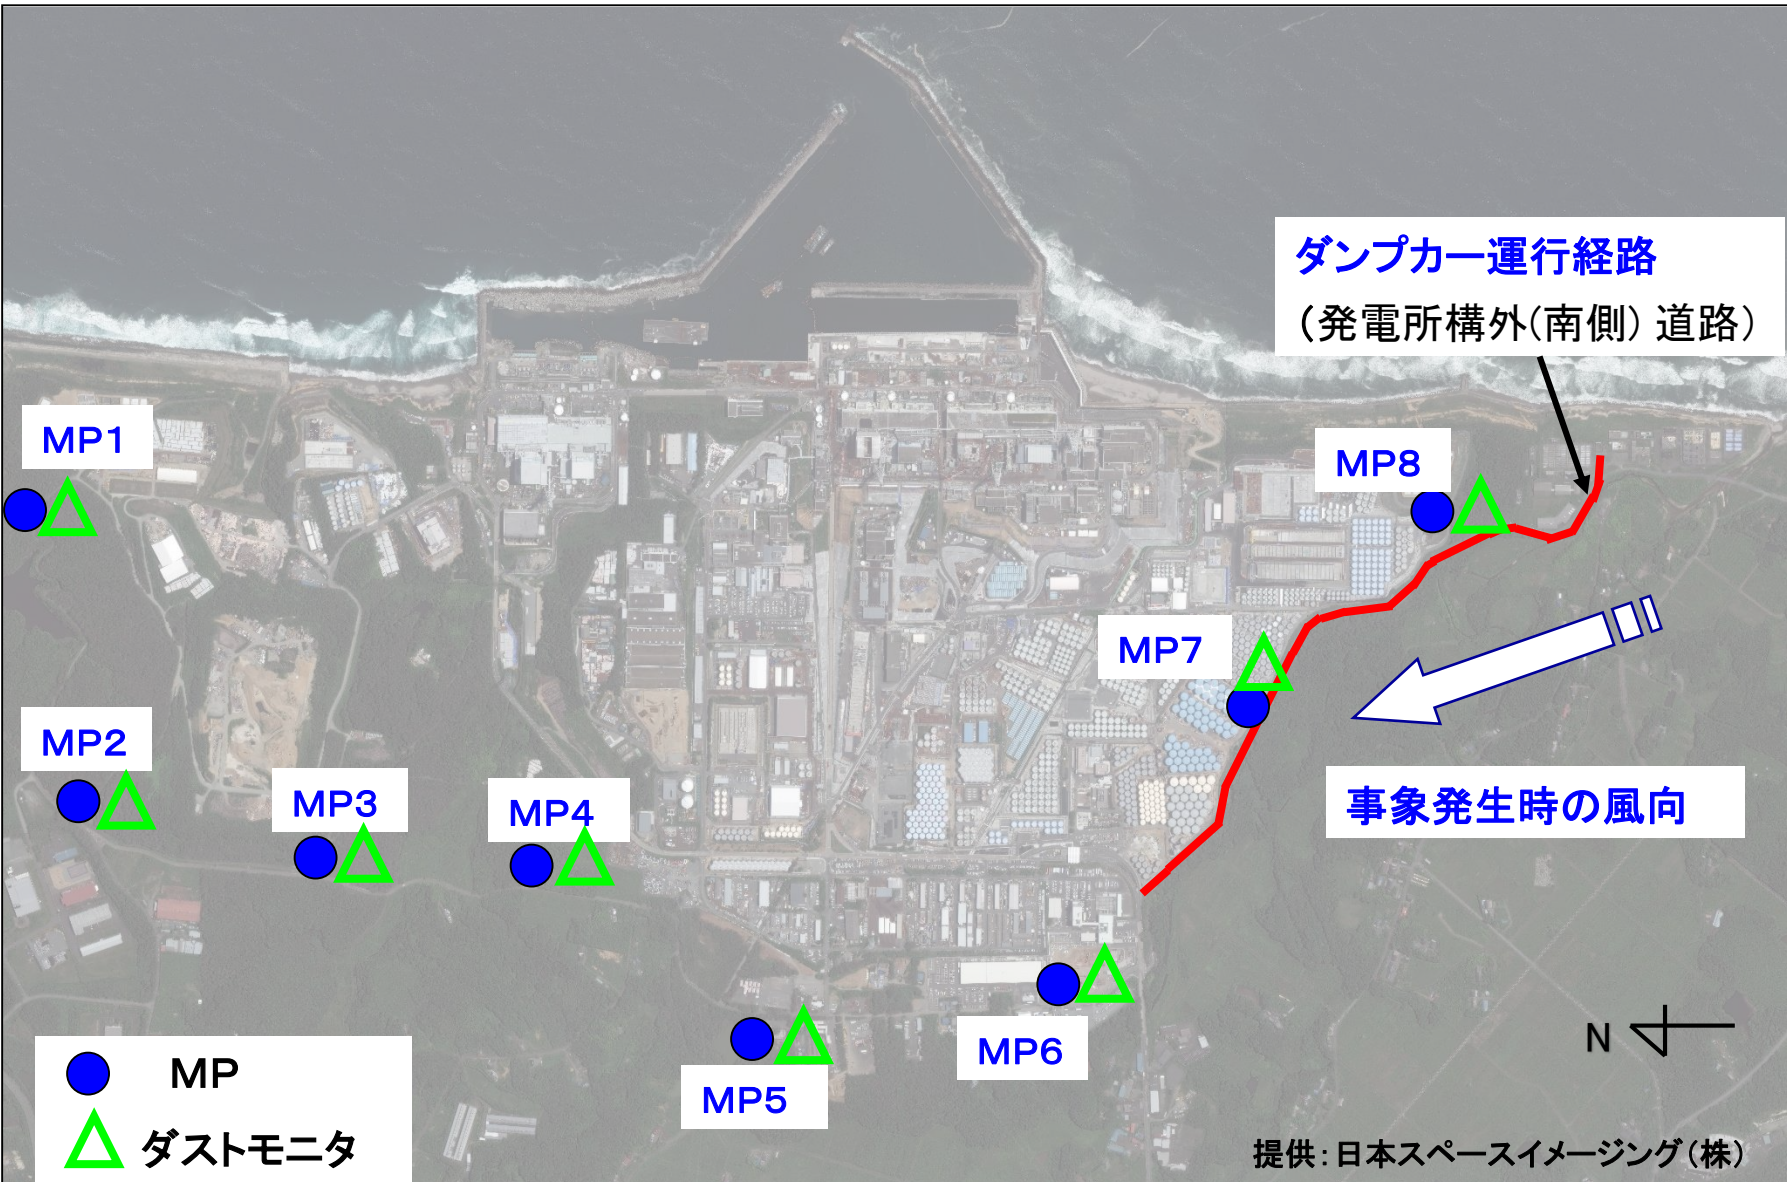 ダンプカー運行経路
（発電所構外(南側) 道路）
MP1
MP8
MP7
MP2
MP3
MP4
事象発生時の風向
MP6
MP5
N
MP
ダストモニタ
提供：日本スペースイメージング（株）